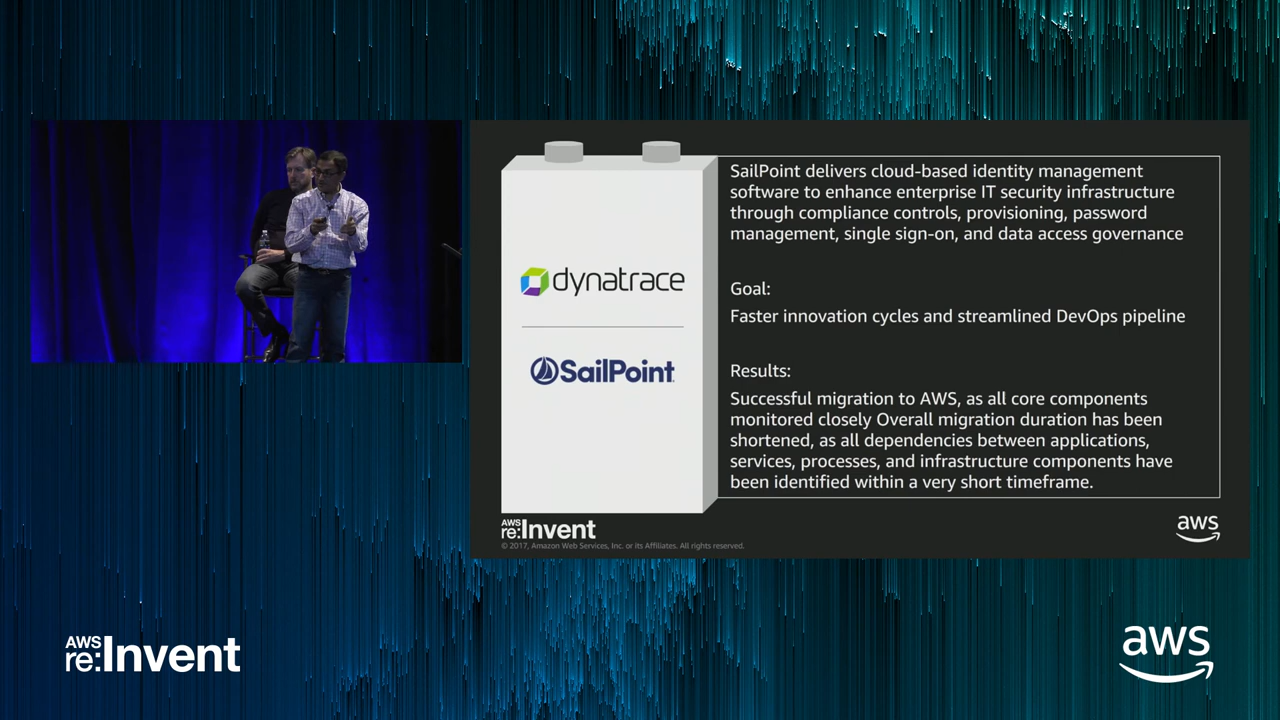 dynatrace
SailPoint
SailPoint delivers cloud-based identity management
software to enhance enterprise IT security infrastructure
through compliance controls, provisioning, password
management, single sign-on, and data access governance
Goal:
Faster innovation cycles and streamlined DevOps pipeline
Results:
Successful migration to AWS, as all core components
monitored closely Overall migration duration has been
shortened, as all dependencies between applications,
services, processes, and infrastructure components have
been identified within a very short timeframe.
AWS
re:Invent
© 2017, Amazon Web Services, Inc. or its Affiliates. All rights reserved.
aws
AWS
re:Invent
aws